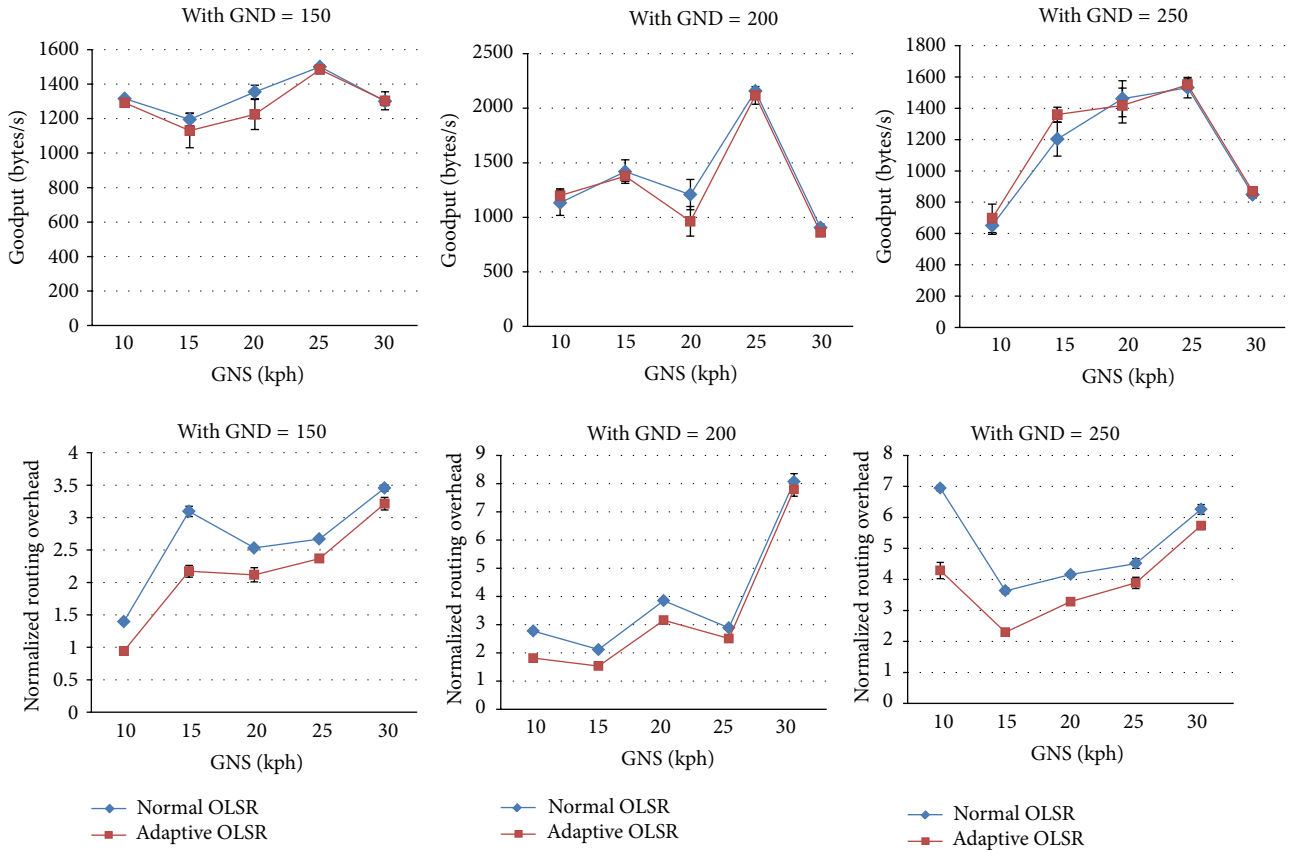 With GND = 150
1600
1400
1200
1000
800
600
400
200
0
Goodput (bytes/s)
10 15 20 25 30
GNS (kph)
With GND = 200
2500
2000
1500
1000
500
0
Goodput (bytes/s)
10 15 20 25 30
GNS (kph)
With GND = 250
1800
1600
1400
1200
1000
800
600
400
200
0
Goodput (bytes/s)
10 15 20 25 30
GNS (kph)
With GND = 150
4
3.5
3
2.5
2
1.5
1
0.5
0
Normalized routing overhead
10 15 20 25 30
GNS (kph)
Normal OLSR
Adaptive OLSR
With GND = 200
9
8
7
6
5
4
3
2
1
0
Normalized routing overhead
10 15 20 25 30
GNS (kph)
Normal OLSR
Adaptive OLSR
With GND = 250
8
7
6
5
4
3
2
1
0
Normalized routing overhead
10 15 20 25 30
GNS (kph)
Normal OLSR
Adaptive OLSR